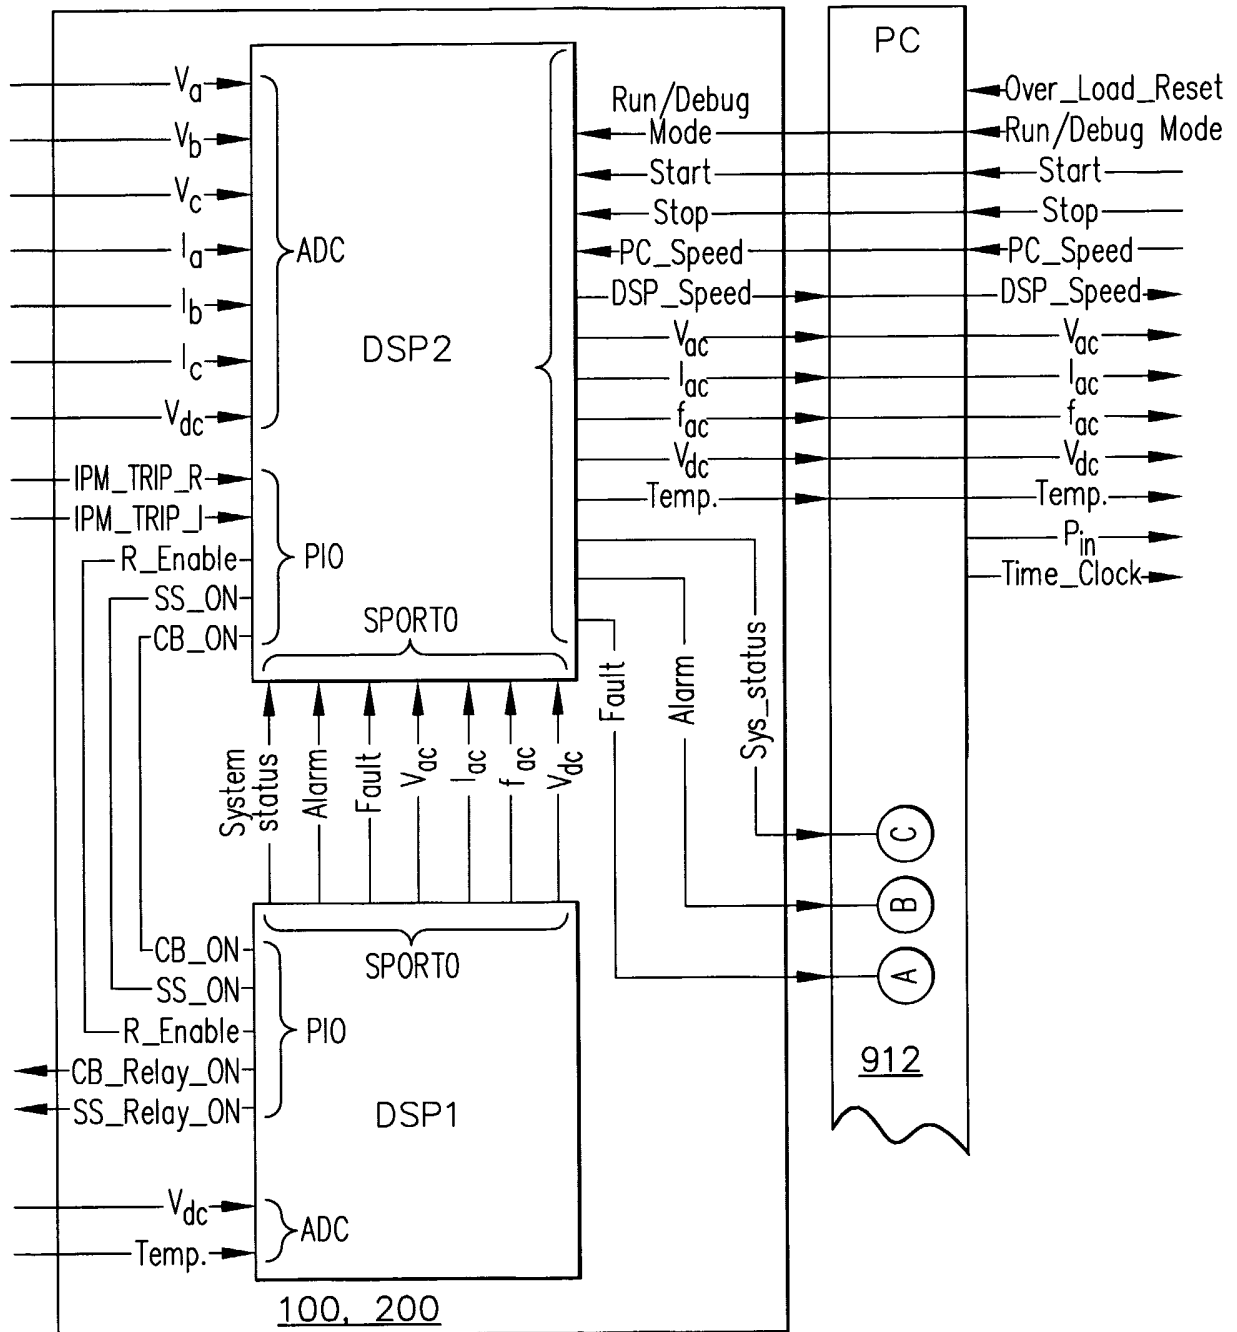 PC
Va
Vb
Vc
Ia
Ib
Ic
Vdc
ADC
IPM_TRIP_R
IPM_TRIP_I
R_Enable
SS_ON
CB_ON
PIO
DSP2
SPORT0
Run/Debug
Mode
Start
Stop
PC_Speed
DSP_Speed
Vac
Iac
fac
Vdc
Temp.
Over_Load_Reset
Run/Debug Mode
Start
Stop
PC_Speed
DSP_Speed
Vac
Iac
fac
Vdc
Temp.
Pin
Time_Clock
System
status
Alarm
Fault
Vac
Iac
fac
Vdc
Fault
Alarm
Sys_status
C
B
A
912
SPORT0
CB_ON
SS_ON
R_Enable
CB_Relay_ON
SS_Relay_ON
PIO
DSP1
Vdc
Temp.
ADC
100, 200